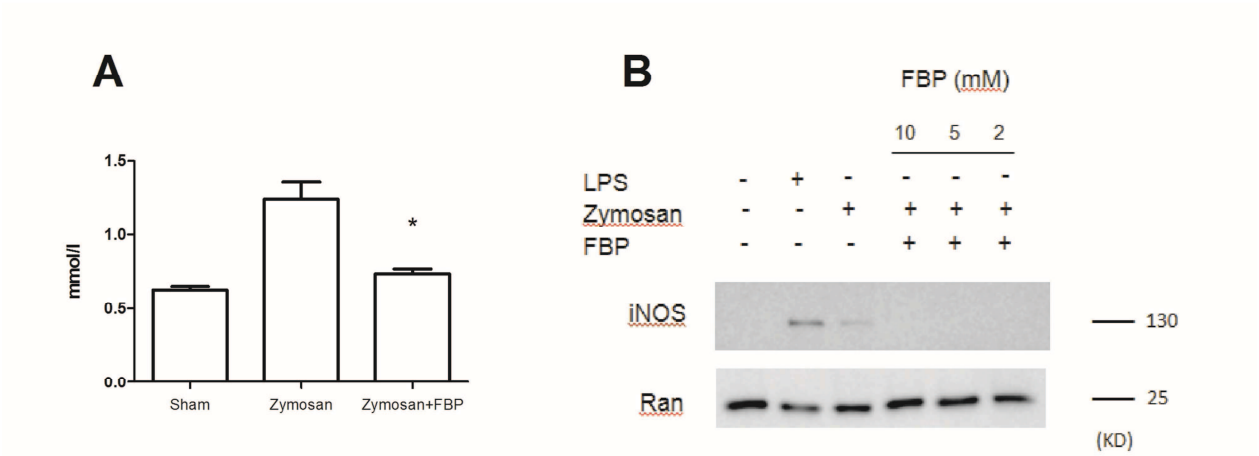 A
mmol/l
1.5
1.0
0.5
0.0
*
Sham Zymosan Zymosan+FBP
B
FBP (mM)
10 5 2
LPS - + - - - -
Zymosan - - + + + +
FBP - - - + + +
iNOS 130
Ran 25
(KD)